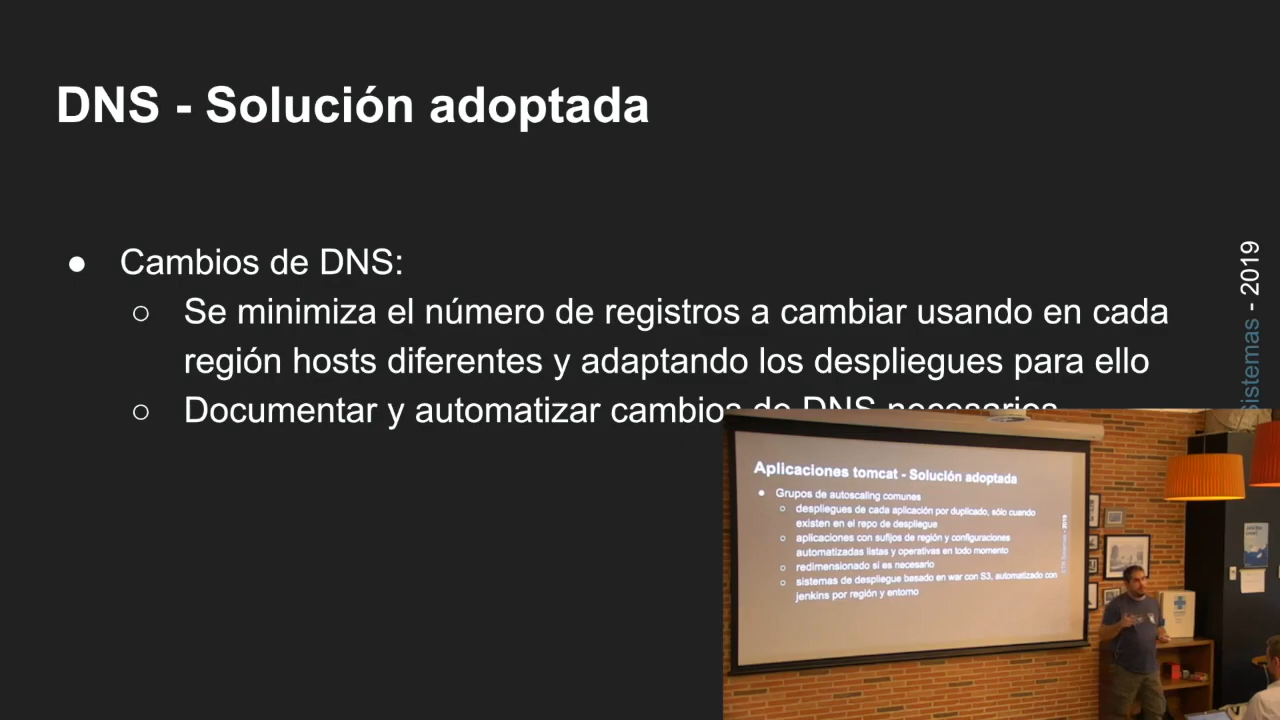 DNS - Solución adoptada
● Cambios de DNS:
○ Se minimiza el número de registros a cambiar usando en cada
región hosts diferentes y adaptando los despliegues para ello
○ Documentar y automatizar cambios de DNS necesarios
Sistemas - 2019
Aplicaciones tomcat - Solución adoptada
● Grupos de autoscaling comunes
○ despliegues de cada aplicación por duplicado, sólo cuando
existen en el repo de despliegue
○ aplicaciones con sufijos de región y configuraciones
automatizadas listas y operativas en todo momento
○ redimensionado si es necesario
○ sistemas de despliegue basado en war con S3, automatizado con
jenkins por región y entorno